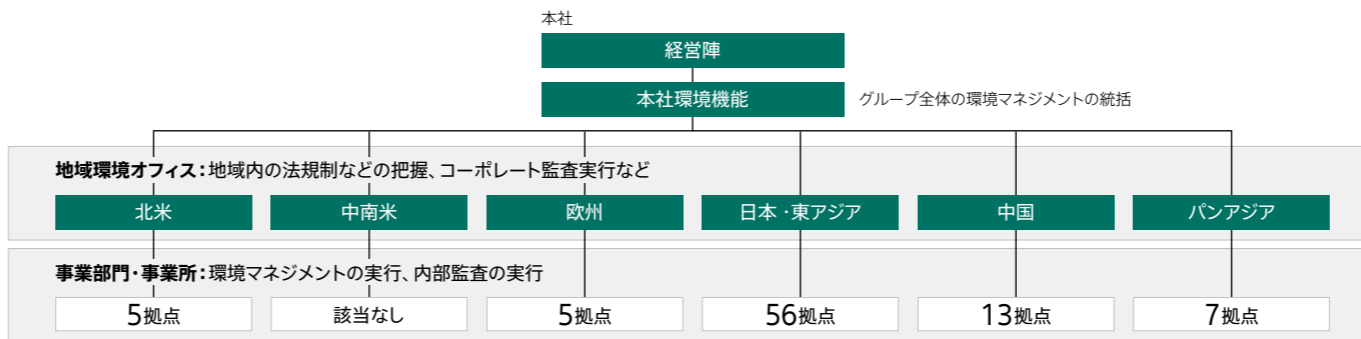 本社
経営陣
本社環境機能
グループ全体の環境マネジメントの統括
地域環境オフィス：地域内の法規制などの把握、コーポレート監査実行など
北米
中南米
欧州
日本・東アジア
中国
パンアジア
事業部門・事業所：環境マネジメントの実行、内部監査の実行
5拠点
該当なし
5拠点
56拠点
13拠点
7拠点